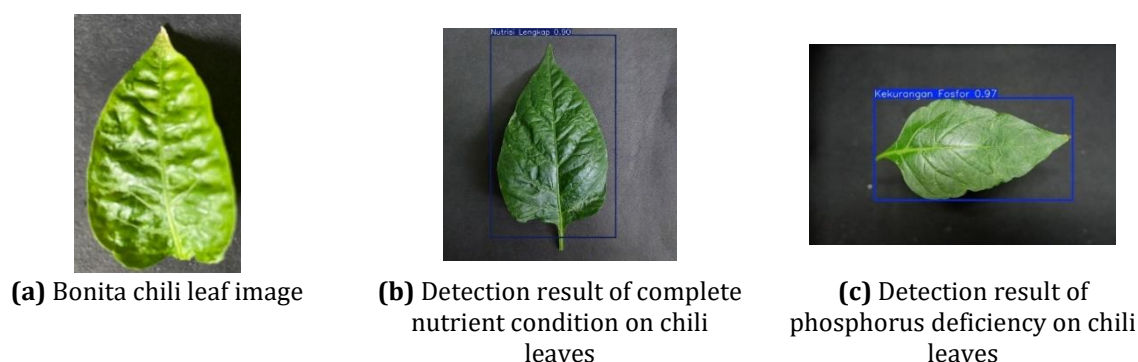 Nutrisi Lengkap 0.90
Kekurangan Fosfor 0.97
(a) Bonita chili leaf image
(b) Detection result of complete
nutrient condition on chili
leaves
(c) Detection result of
phosphorus deficiency on chili
leaves